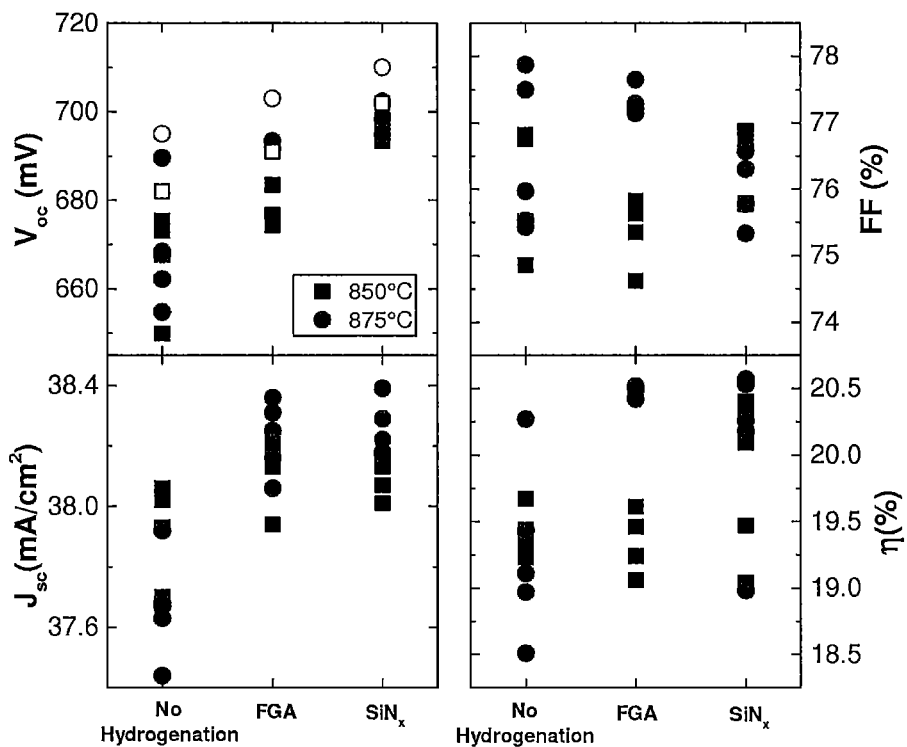 720
700
680
660
V_oc (mV)
850°C
875°C
78
77
76
75
74
FF (%)
38.4
38.0
37.6
J_sc (mA/cm²)
20.5
20.0
19.5
19.0
18.5
η(%)
No Hydrogenation
FGA
SiN_x
No Hydrogenation
FGA
SiN_x